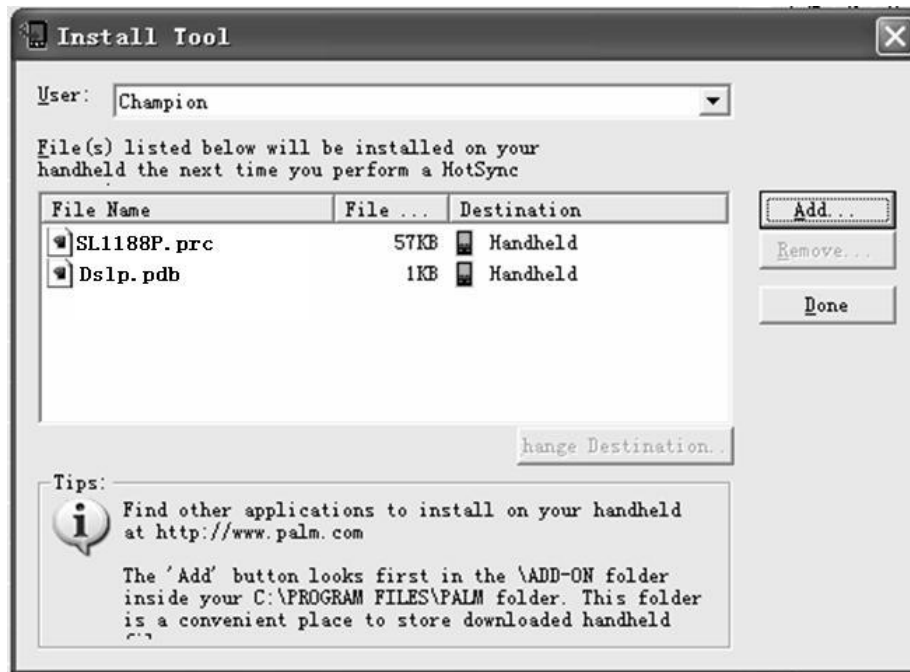 Install Tool
User: Champion
File(s) listed below will be installed on your
handheld the next time you perform a HotSync
File Name File ... Destination
SL1188P.prc 57KB Handheld
Dslp.pdb 1KB Handheld
Add...
Remove...
Done
hange Destination..
Tips:
Find other applications to install on your handheld
at http://www.palm.com
The 'Add' button looks first in the \ADD-ON folder
inside your C:\PROGRAM FILES\PALM folder. This folder
is a convenient place to store downloaded handheld